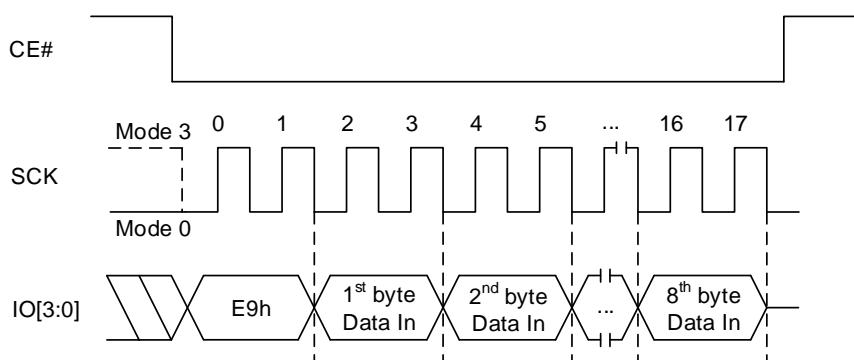 CE#
0 1 2 3 4 5 ... 16 17
Mode 3
SCK
Mode 0
IO[3:0]
E9h
1st byte
Data In
2nd byte
Data In
...
8th byte
Data In